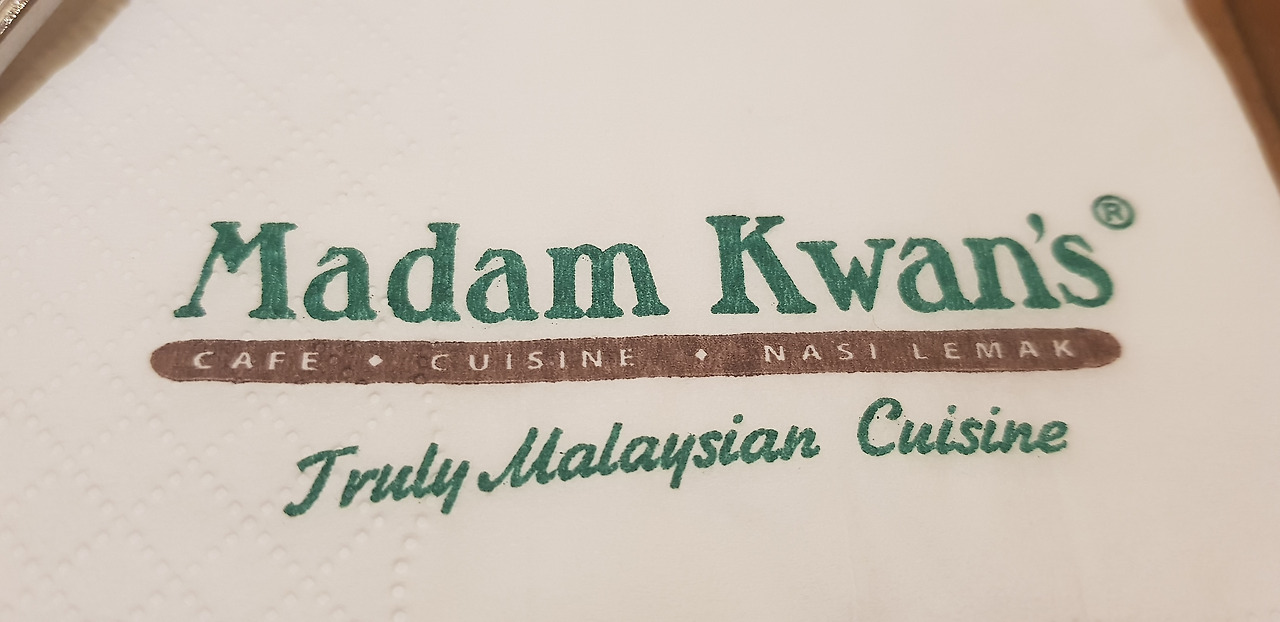 Madam Kwan's®
CAFE ♦ CUISINE ♦ NASI LEMAK
Truly Malaysian Cuisine